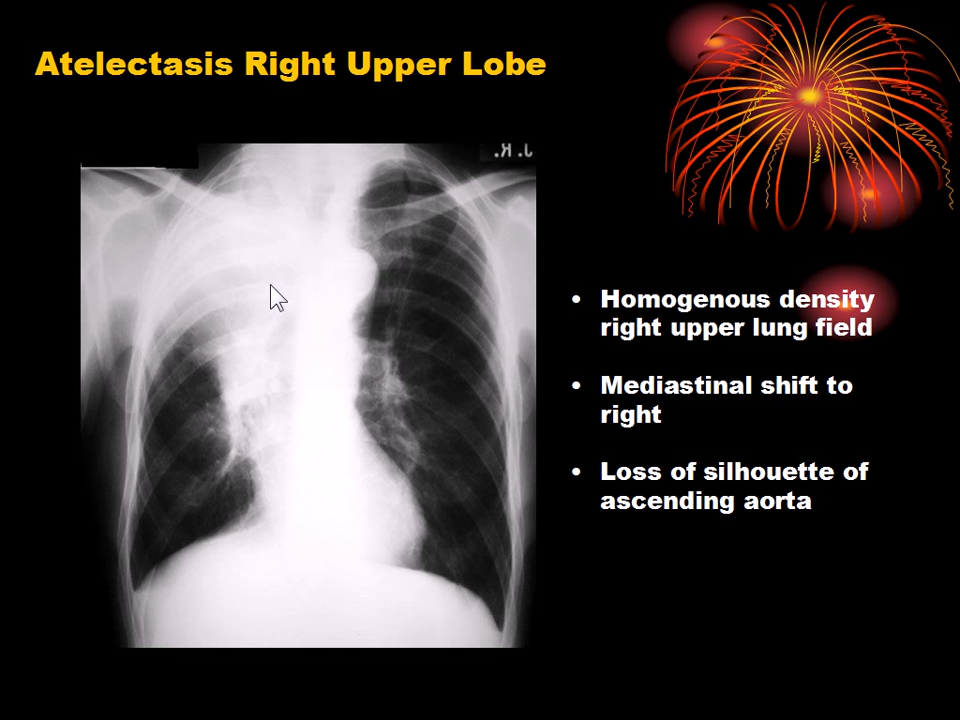 Atelectasis Right Upper Lobe
• Homogenous density
right upper lung field
• Mediastinal shift to
right
• Loss of silhouette of
ascending aorta